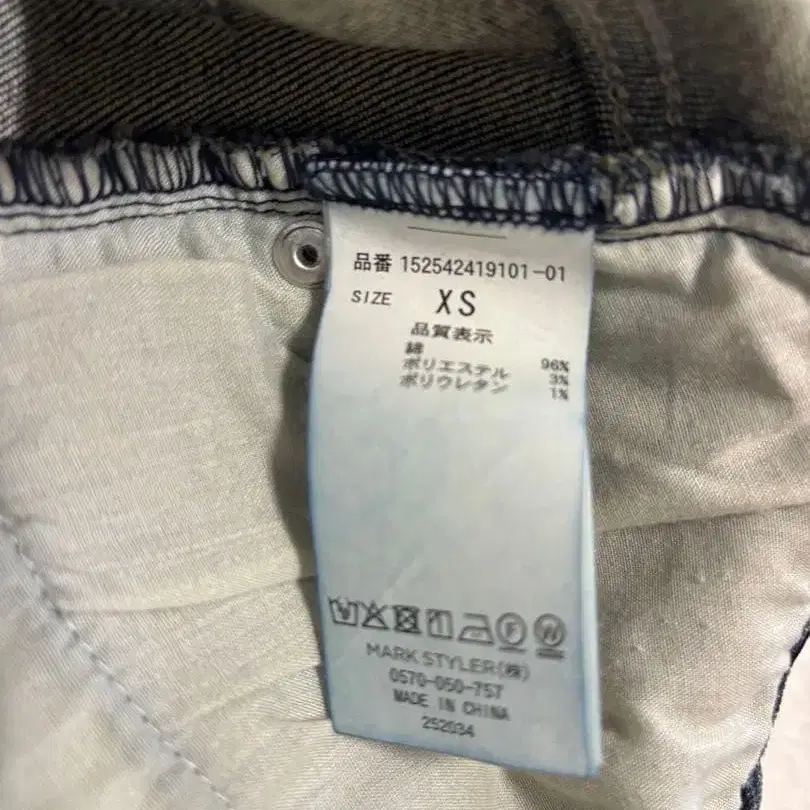 品番 152542419101-01
SIZE XS
品質表示
綿 96%
ポリエステル 3%
ポリウレタン 1%
F W
MARK STYLER(株)
0570-050-757
MADE IN CHINA
252034